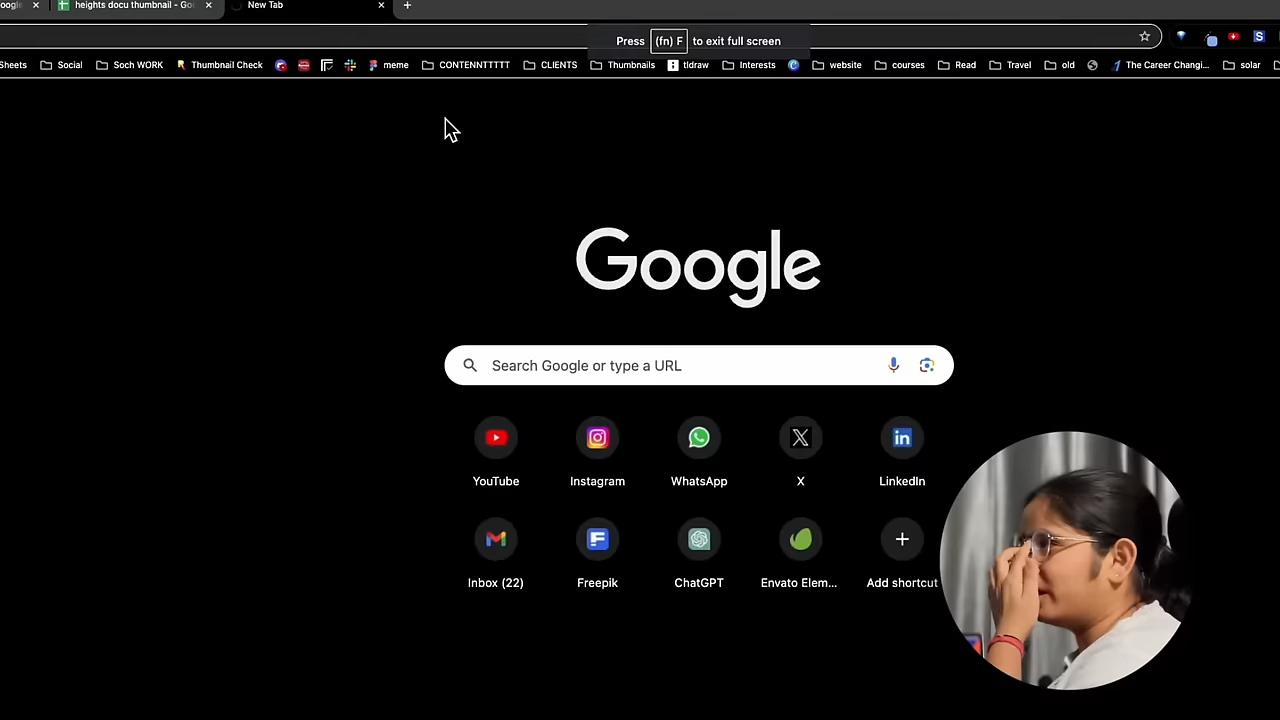 oogle
heights docu thumbnail - Go
New Tab
Press (fn) F to exit full screen
Sheets Social Soch WORK Thumbnail Check meme CONTENNTTTTT CLIENTS Thumbnails tldraw Interests website courses Read Travel old The Career Changi... solar
Google
Search Google or type a URL
YouTube Instagram WhatsApp X LinkedIn
Inbox (22) Freepik ChatGPT Envato Elem... Add shortcut